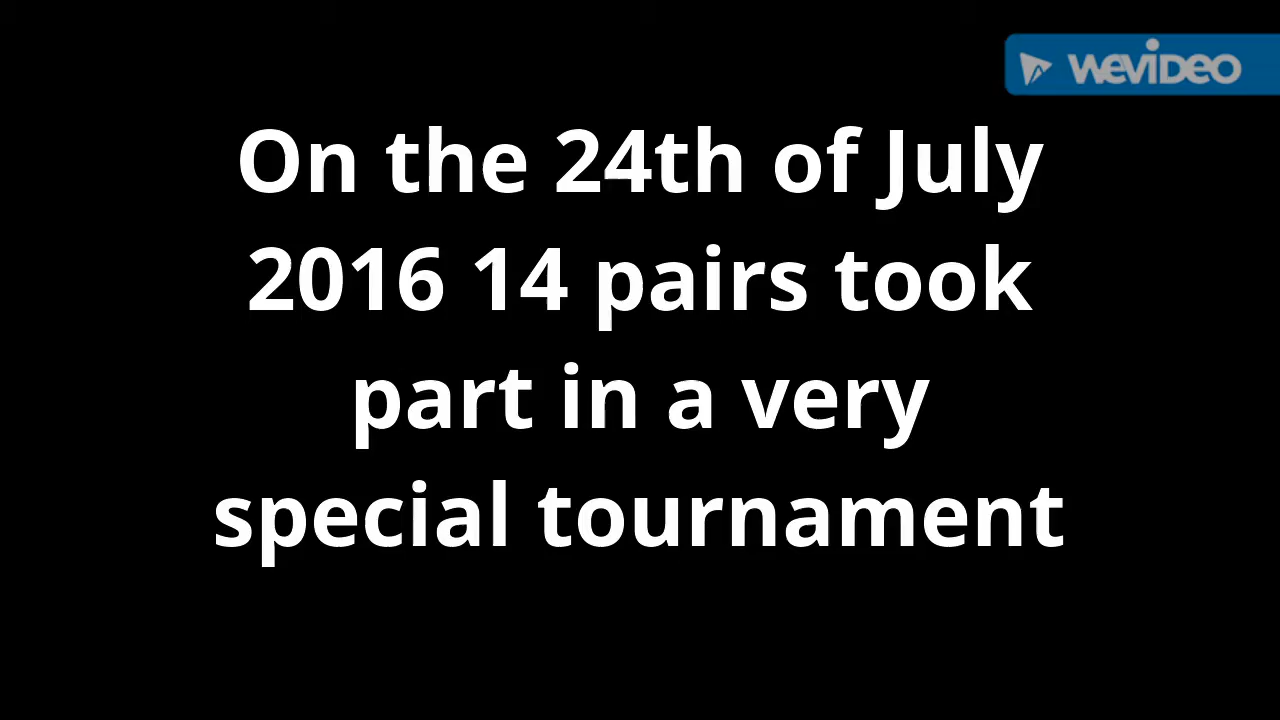 WEVIDEO
On the 24th of July
2016 14 pairs took
part in a very
special tournament